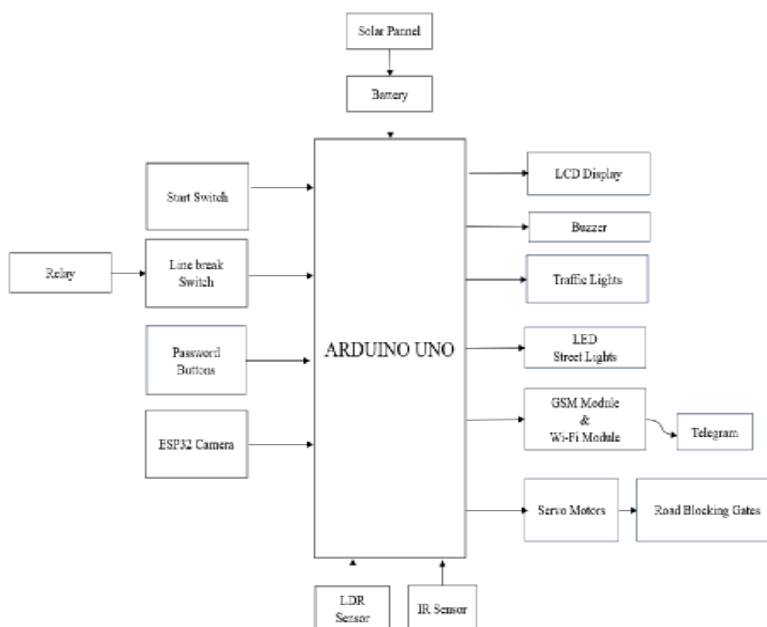 Solar Pannel
Battery
Start Switch
LCD Display
Buzzer
Relay
Line break
Switch
Traffic Lights
ARDUINO UNO
LED
Street Lights
Password
Buttons
GSM Module
&
Wi-Fi Module
Telegram
ESP32 Camera
Servo Motors
Road Blocking Gates
LDR
Sensor
IR Sensor